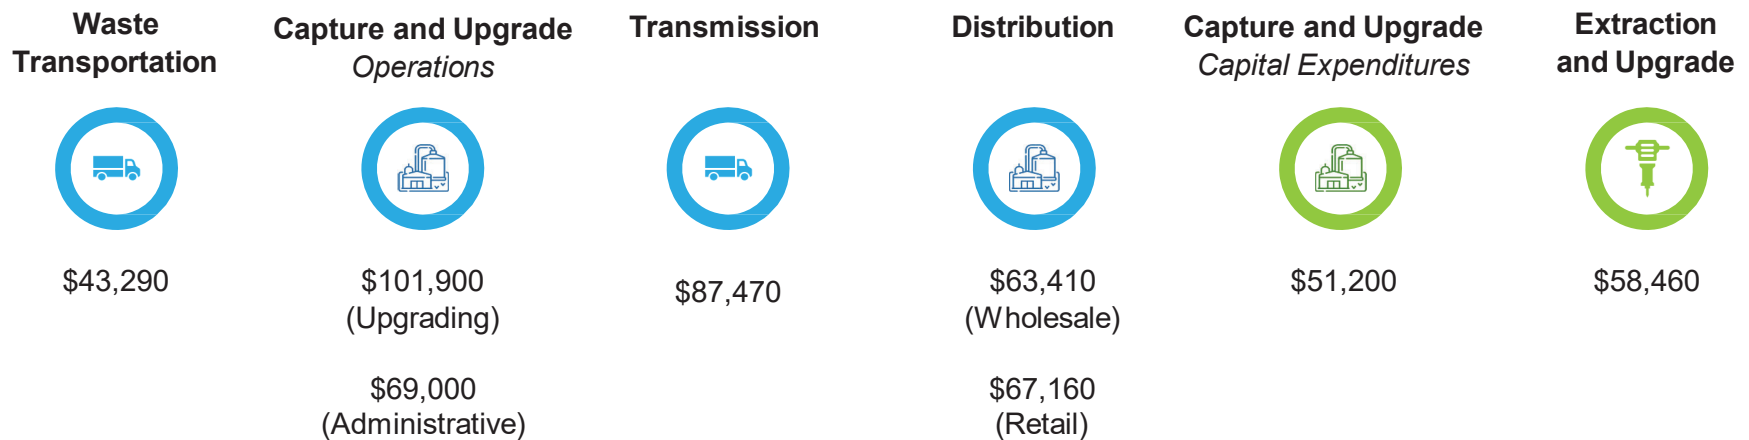 Waste
Transportation
$43,290
Capture and Upgrade
Operations
$101,900
(Upgrading)
$69,000
(Administrative)
Transmission
$87,470
Distribution
$63,410
(Wholesale)
$67,160
(Retail)
Capture and Upgrade
Capital Expenditures
$51,200
Extraction
and Upgrade
$58,460